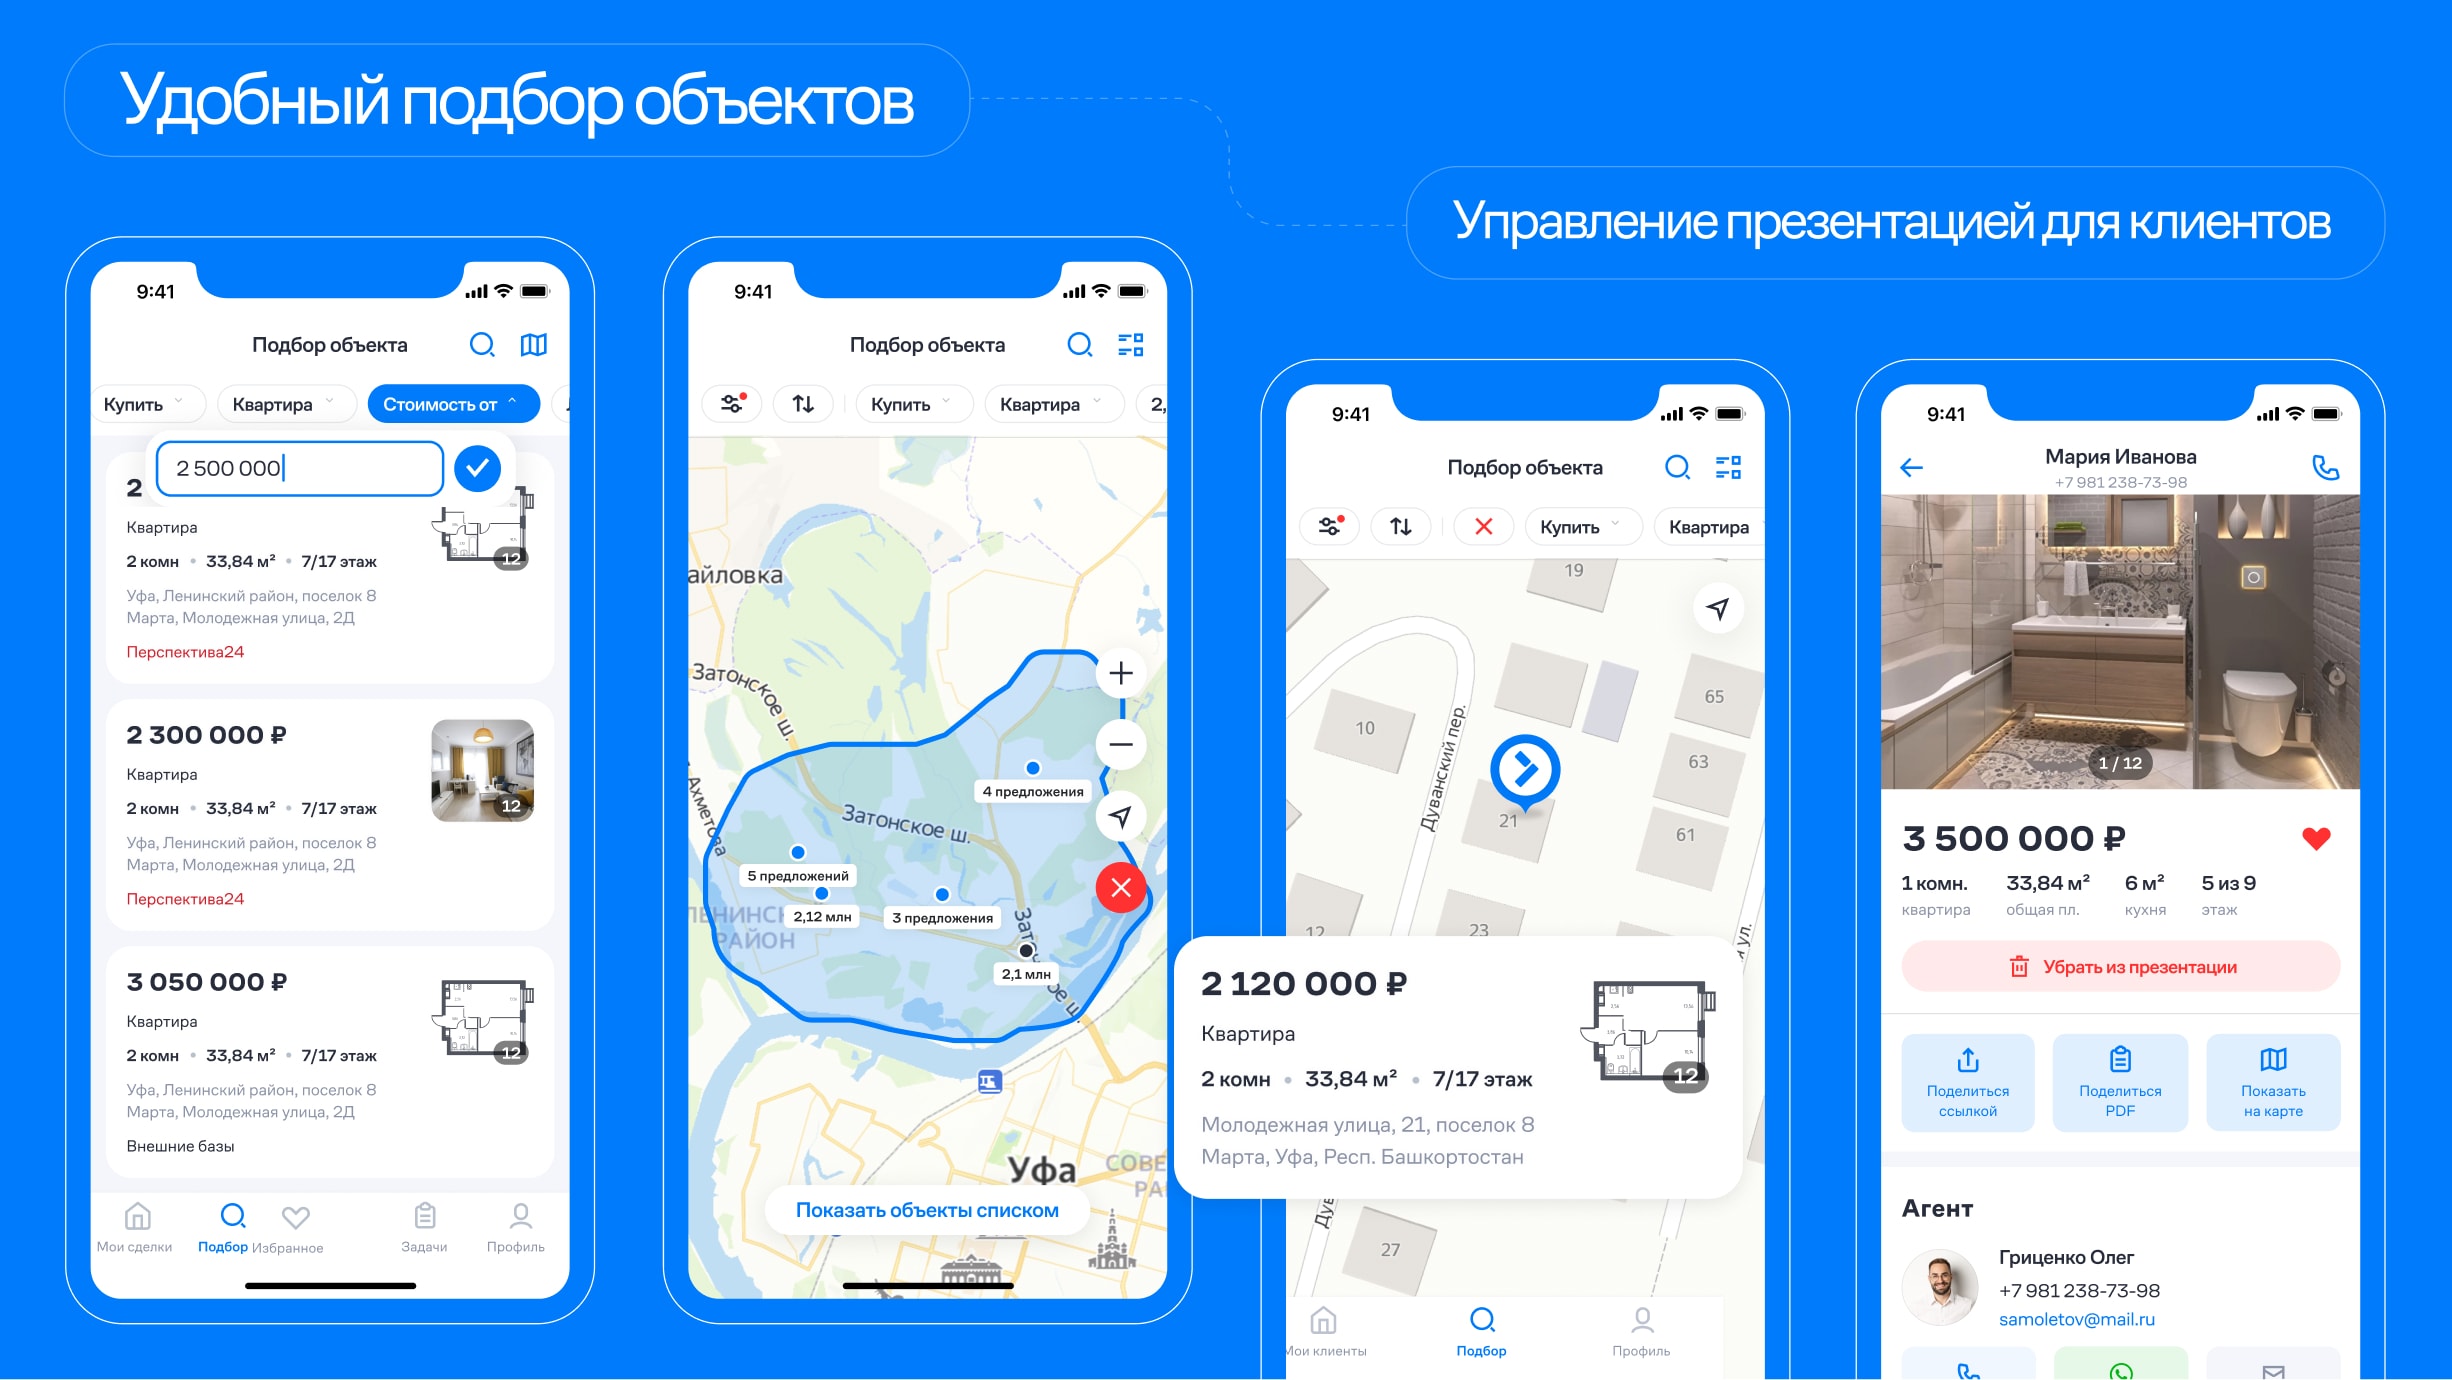 Удобный подбор объектов
Управление презентацией для клиентов
9:41
Подбор объекта
Купить
Квартира
Стоимость от
2 500 000
2
Квартира
2 комн • 33,84 м² • 7/17 этаж
12
Уфа, Ленинский район, поселок 8
Марта, Молодежная улица, 2Д
Перспектива24
2 300 000 ₽
Квартира
2 комн • 33,84 м² • 7/17 этаж
12
Уфа, Ленинский район, поселок 8
Марта, Молодежная улица, 2Д
Перспектива24
3 050 000 ₽
Квартира
2 комн • 33,84 м² • 7/17 этаж
12
Уфа, Ленинский район, поселок 8
Марта, Молодежная улица, 2Д
Внешние базы
Мои сделки
Подбор
Избранное
Задачи
Профиль
9:41
Подбор объекта
Купить
Квартира
2,
айловка
Затонское ш.
Ахметова
4 предложения
Затонское ш.
5 предложений
2,12 млн
3 предложения
ЛЕНИНСК
РАЙОН
Затонское ш.
2,1 млн
Уфа
СОВЕ
РА
Показать объекты списком
9:41
Подбор объекта
Купить
Квартира
19
65
10
63
Дуванский пер.
21
61
12
23
я ул.
2 120 000 ₽
Квартира
2 комн • 33,84 м² • 7/17 этаж
12
Молодежная улица, 21, поселок 8
Марта, Уфа, Респ. Башкортостан
Дув
27
Мои клиенты
Подбор
Профиль
9:41
Мария Иванова
+7 981 238-73-98
1 / 12
3 500 000 ₽
1 комн. 33,84 м² 6 м² 5 из 9
квартира общая пл. кухня этаж
Убрать из презентации
Поделиться
ссылкой
Поделиться
PDF
Показать
на карте
Агент
Гриценко Олег
+7 981 238-73-98
samoletov@mail.ru